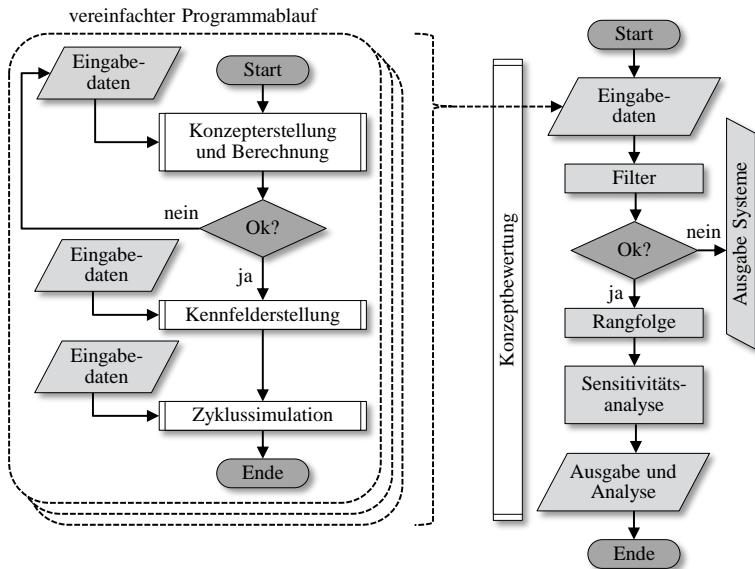 vereinfachter Programmablauf
Eingabe-
daten
Start
Konzepterstellung
und Berechnung
nein
Ok?
ja
Eingabe-
daten
Kennfelderstellung
Eingabe-
daten
Zyklussimulation
Ende
Konzeptbewertung
Start
Eingabe-
daten
Filter
Ok?
nein
ja
Ausgabe Systeme
Rangfolge
Sensitivitäts-
analyse
Ausgabe und
Analyse
Ende